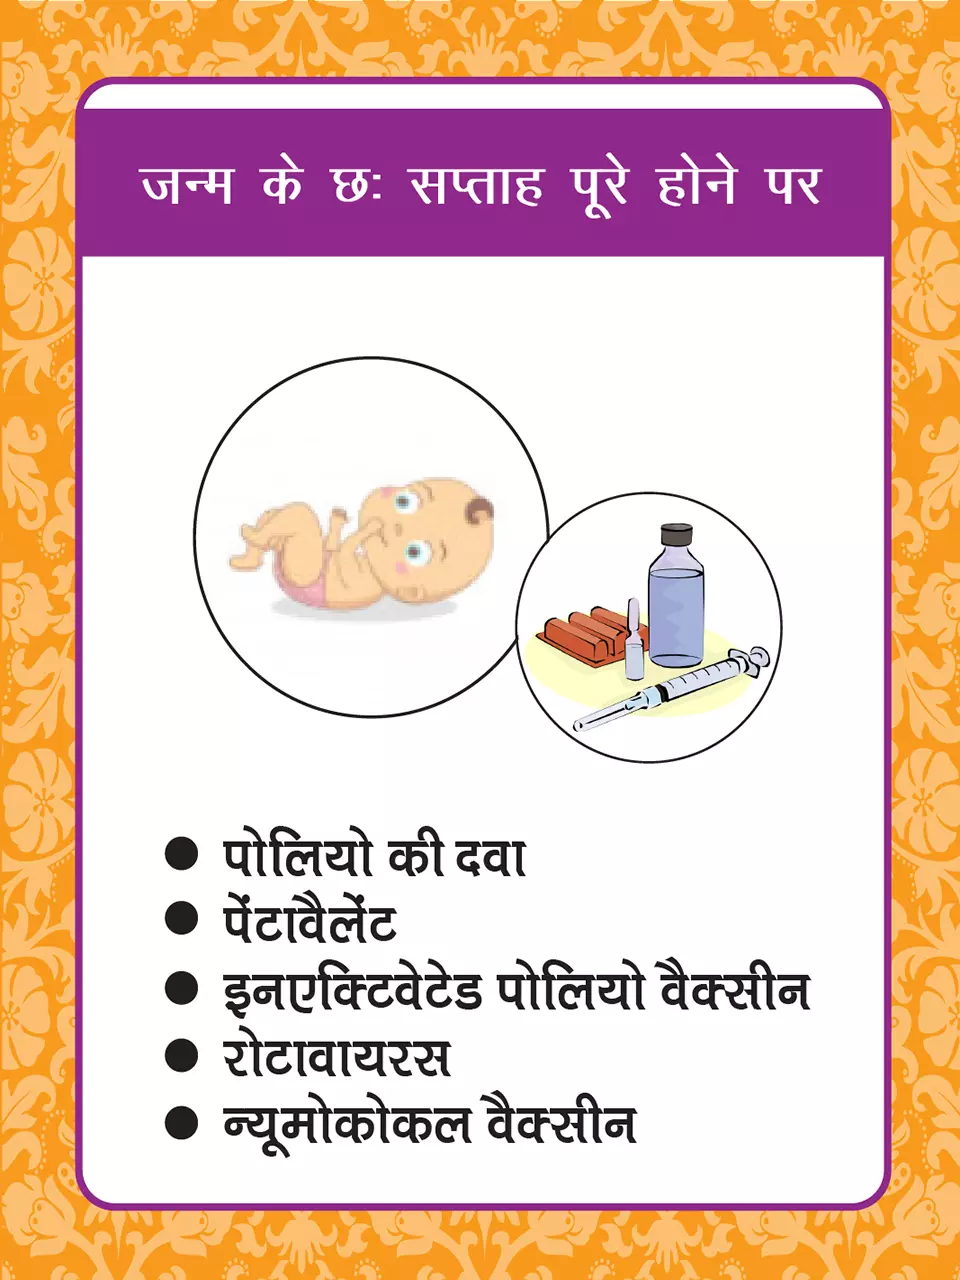 जन्म के छः सप्ताह पूरे होने पर
● पोलियो की दवा
● पेंटावैलेंट
● इनएक्टिवेटेड पोलियो वैक्सीन
● रोटावायरस
● न्यूमोकोकल वैक्सीन